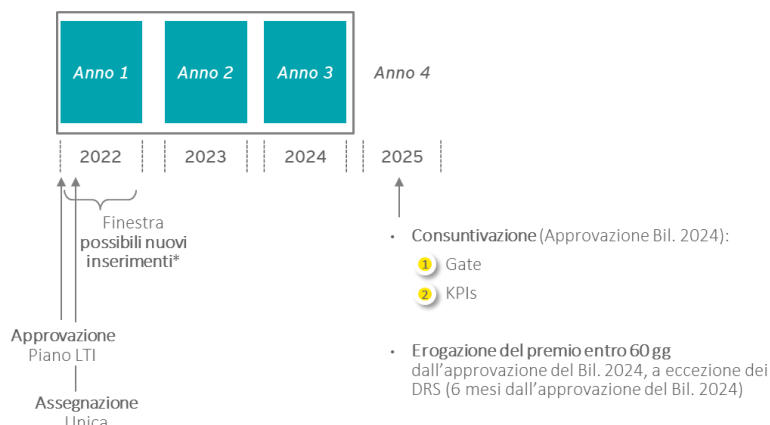 Anno 1 Anno 2 Anno 3 Anno 4
2022 2023 2024 2025
Finestra
possibili nuovi
inserimenti*
Approvazione
Piano LTI
Assegnazione
Unica
• Consuntivazione (Approvazione Bil. 2024):
1 Gate
2 KPIs
• Erogazione del premio entro 60 gg
dall'approvazione del Bil. 2024, a eccezione dei
DRS (6 mesi dall'approvazione del Bil. 2024)